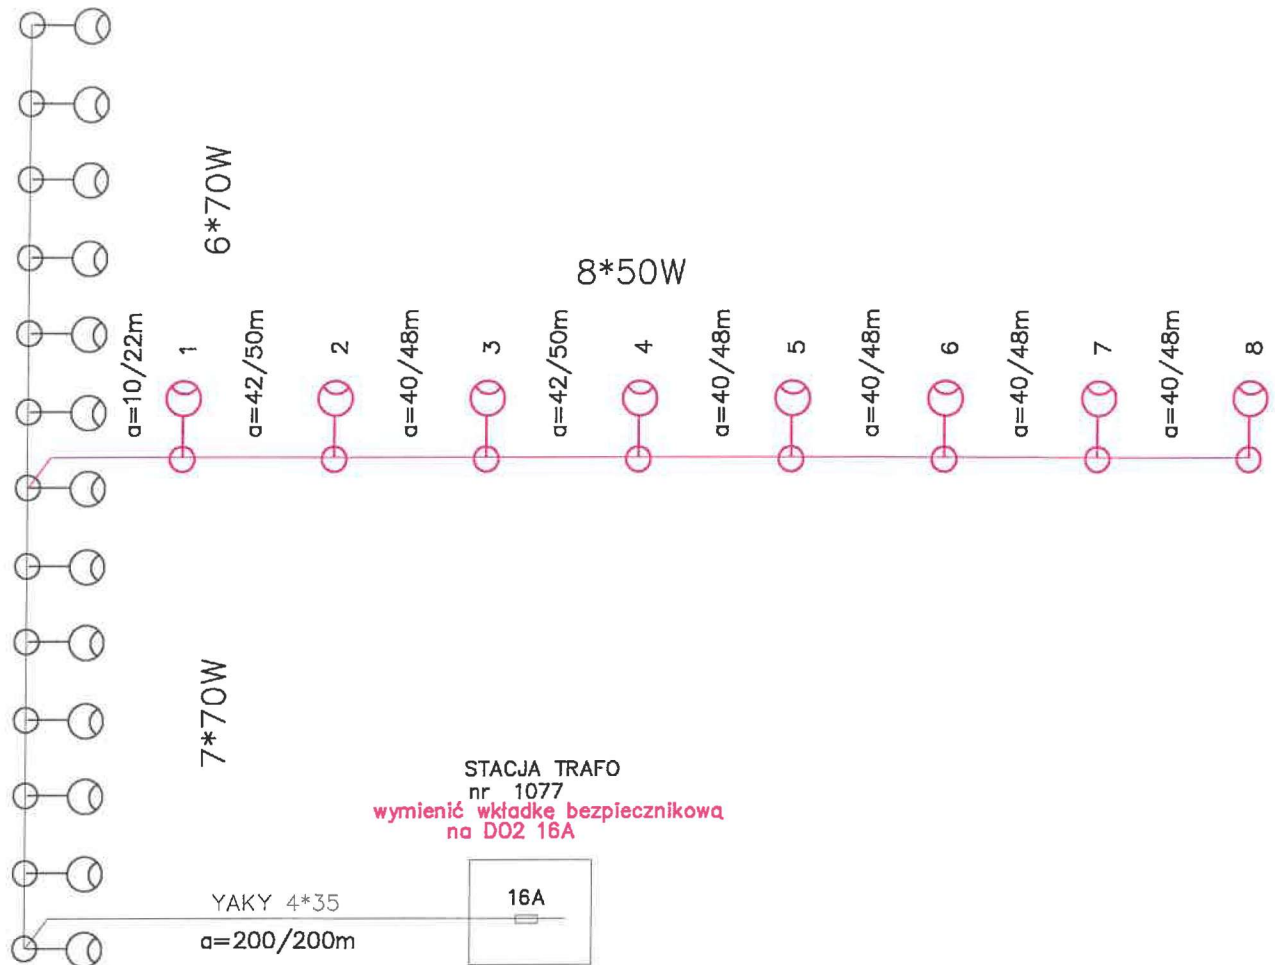 6*70W
8*50W
a=10/22m
1
a=42/50m
2
a=40/48m
3
a=42/50m
4
a=40/48m
5
a=40/48m
6
a=40/48m
7
a=40/48m
8
7*70W
STACJA TRAFO
nr 1077
wymienić wkładkę bezpiecznikową
na D02 16A
16A
YAKY 4*35
a=200/200m